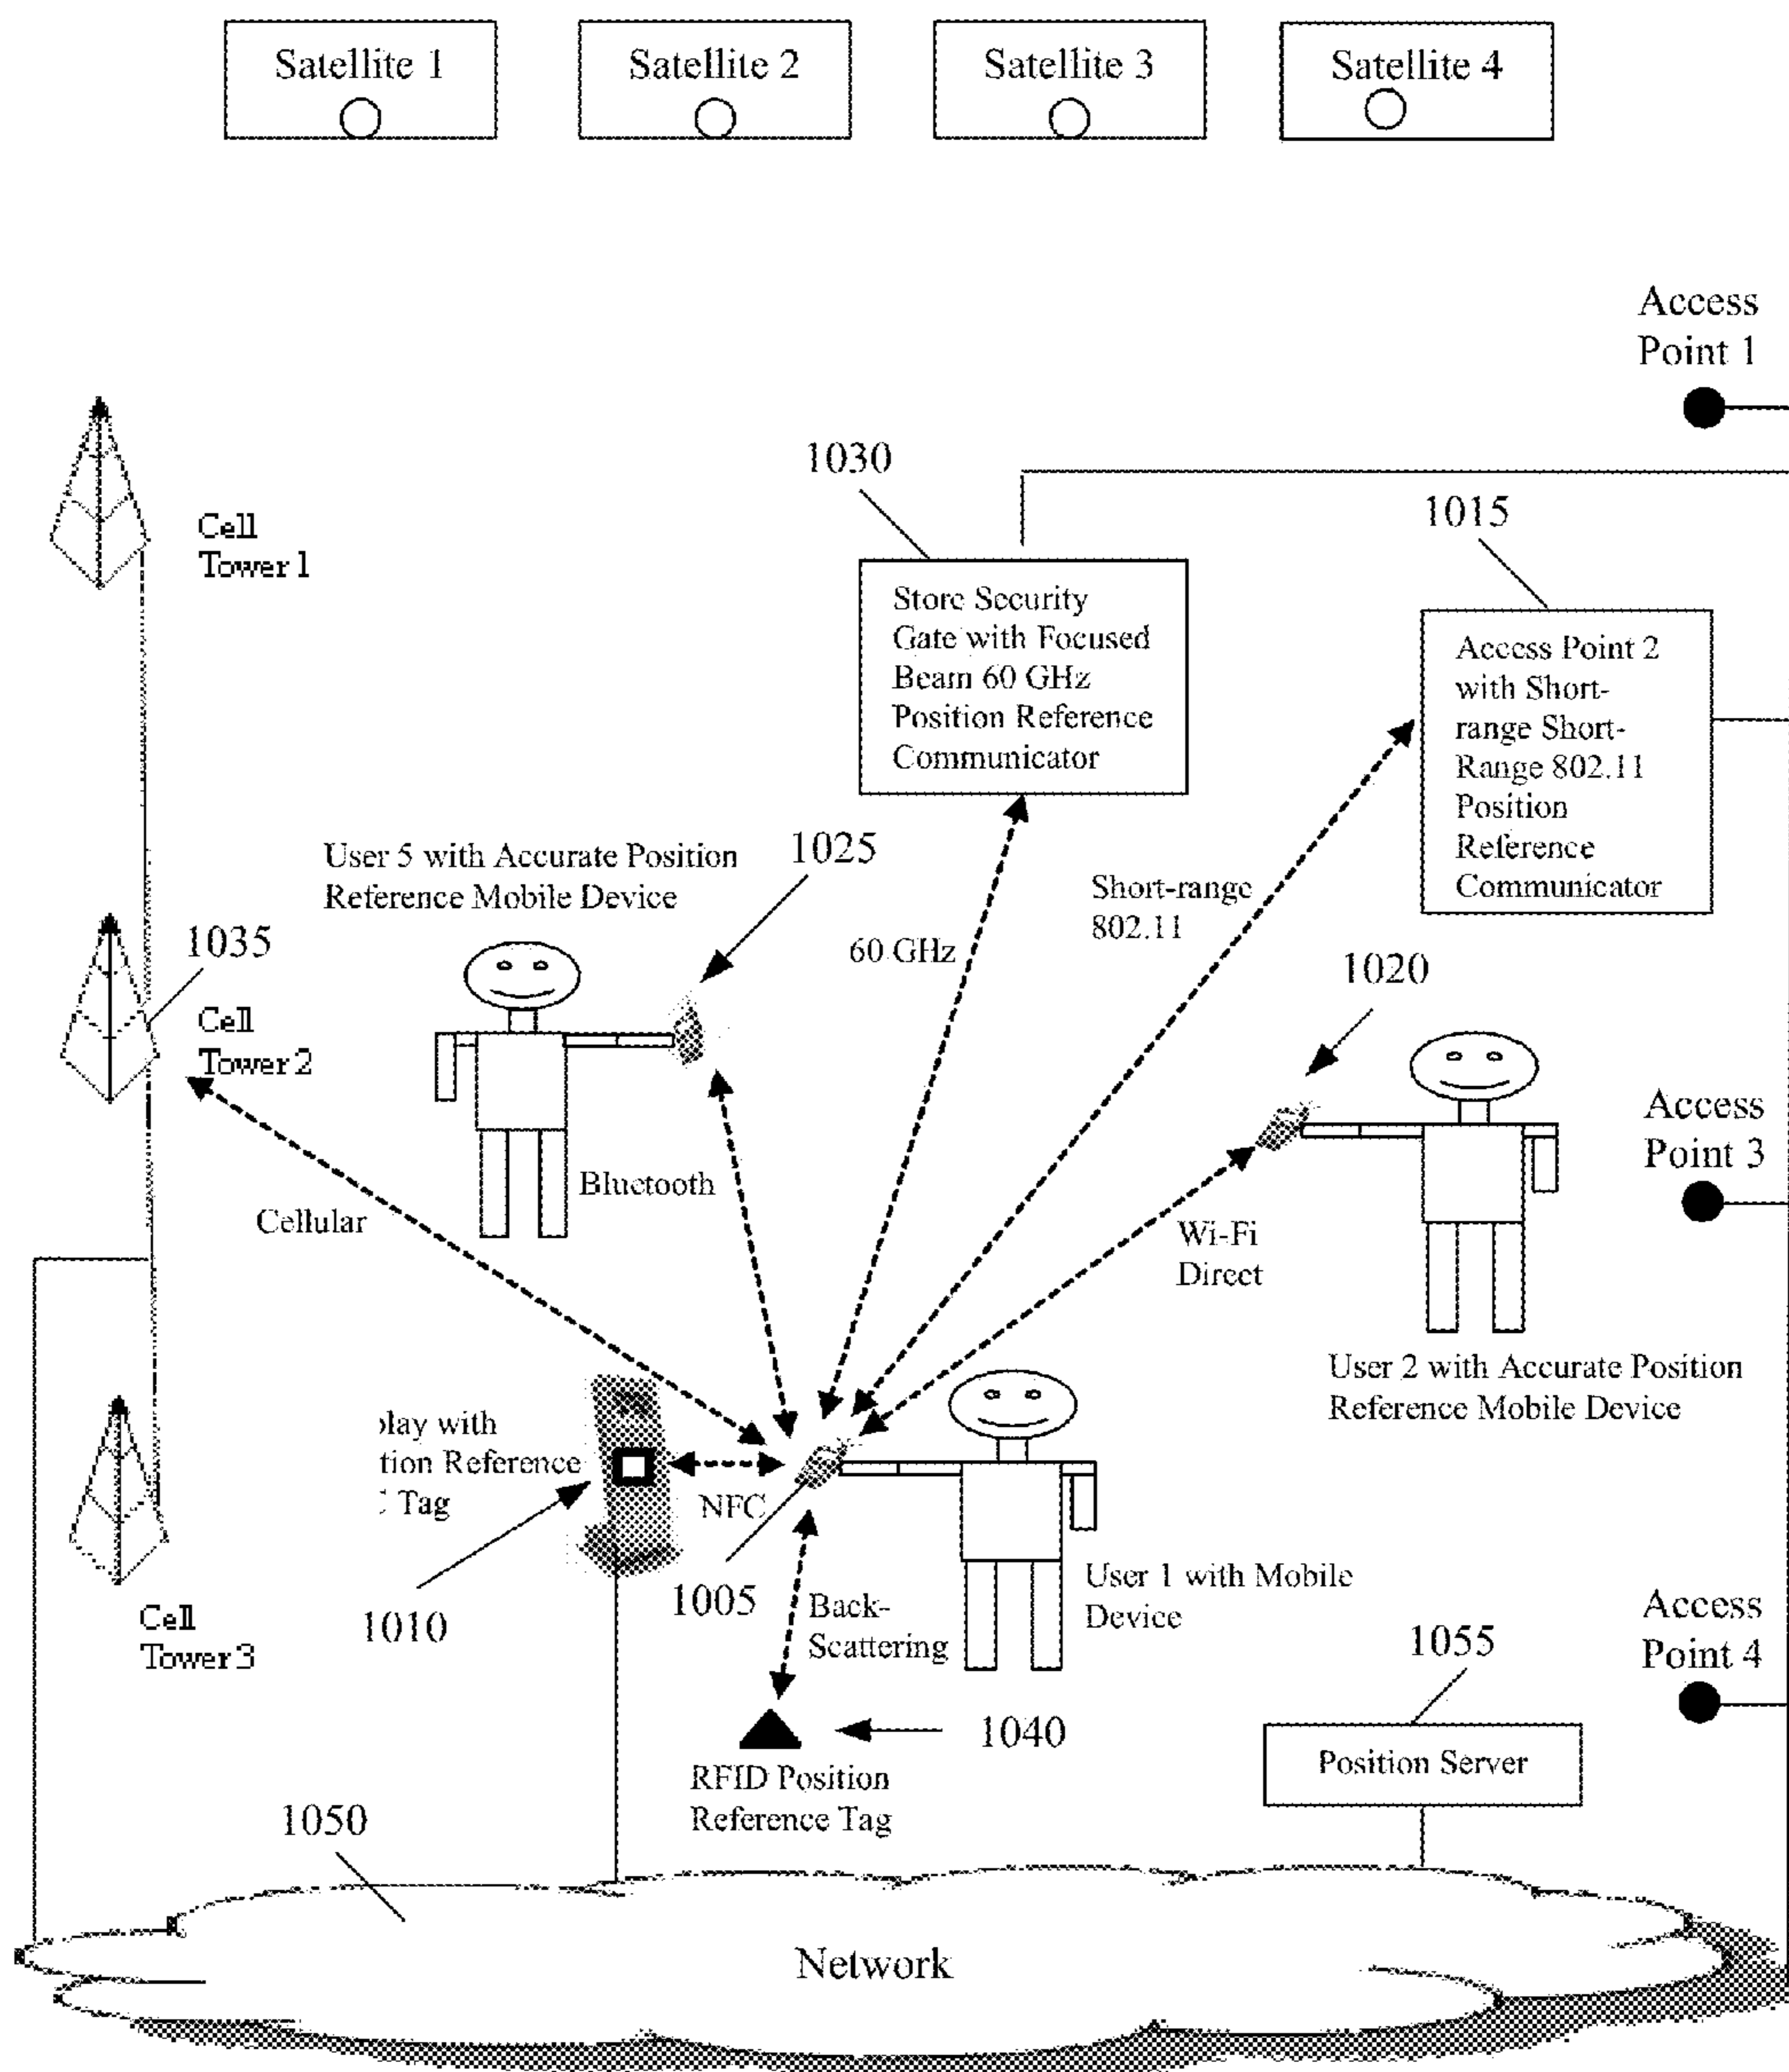 Satellite 1
Satellite 2
Satellite 3
Satellite 4
Access
Point 1
1030
1015
Cell
Tower 1
Store Security
Gate with Focused
Beam 60 GHz
Position Reference
Communicator
Access Point 2
with Short-
range Short-
Range 802.11
Position
Reference
Communicator
User 5 with Accurate Position
Reference Mobile Device
1025
Short-range
802.11
60 GHz
1035
1020
Cell
Tower 2
Access
Point 3
Bluetooth
Cellular
Wi-Fi
Direct
User 2 with Accurate Position
Reference Mobile Device
play with
tion Reference
Tag
NFC
1010
1005
User 1 with Mobile
Device
Back-
Scattering
Cell
Tower 3
Access
Point 4
1055
1040
Position Server
RFID Position
Reference Tag
1050
Network